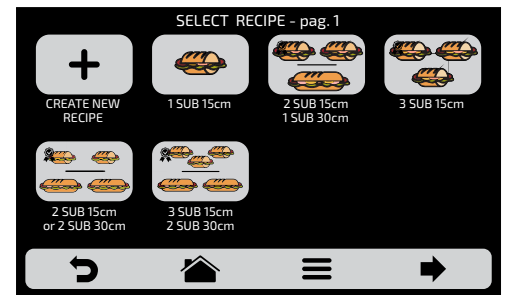 SELECT RECIPE - pag. 1
CREATE NEW
RECIPE
1 SUB 15cm
2 SUB 15cm
1 SUB 30cm
3 SUB 15cm
2 SUB 15cm
or 2 SUB 30cm
3 SUB 15cm
2 SUB 30cm